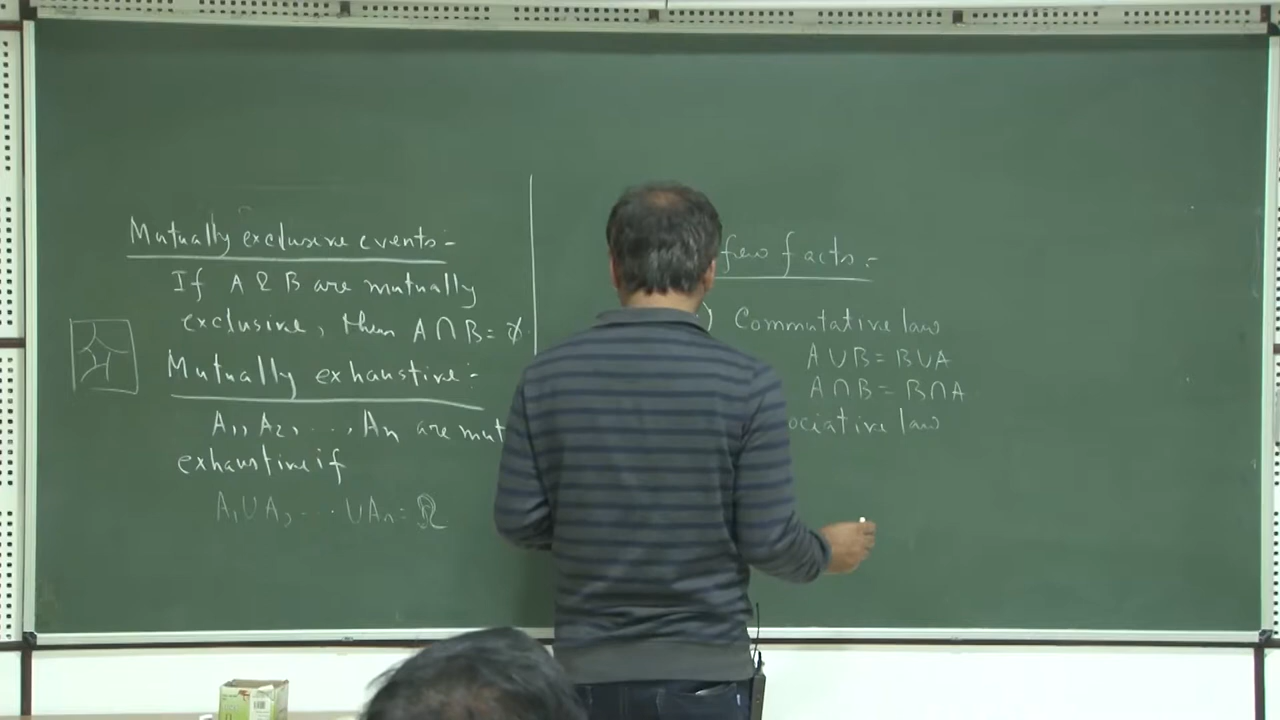 Mutually exclusive events:-
If A & B are mutually
exclusive, then A∩B = ϕ.
Mutually exhaustive:-
A₁, A₂, ..., Aₙ are mut
exhaustive if
A₁∪A₂ ... ∪Aₙ =
few facts:-
) Commutative law
A∪B = B∪A
A∩B = B∩A
ociative law